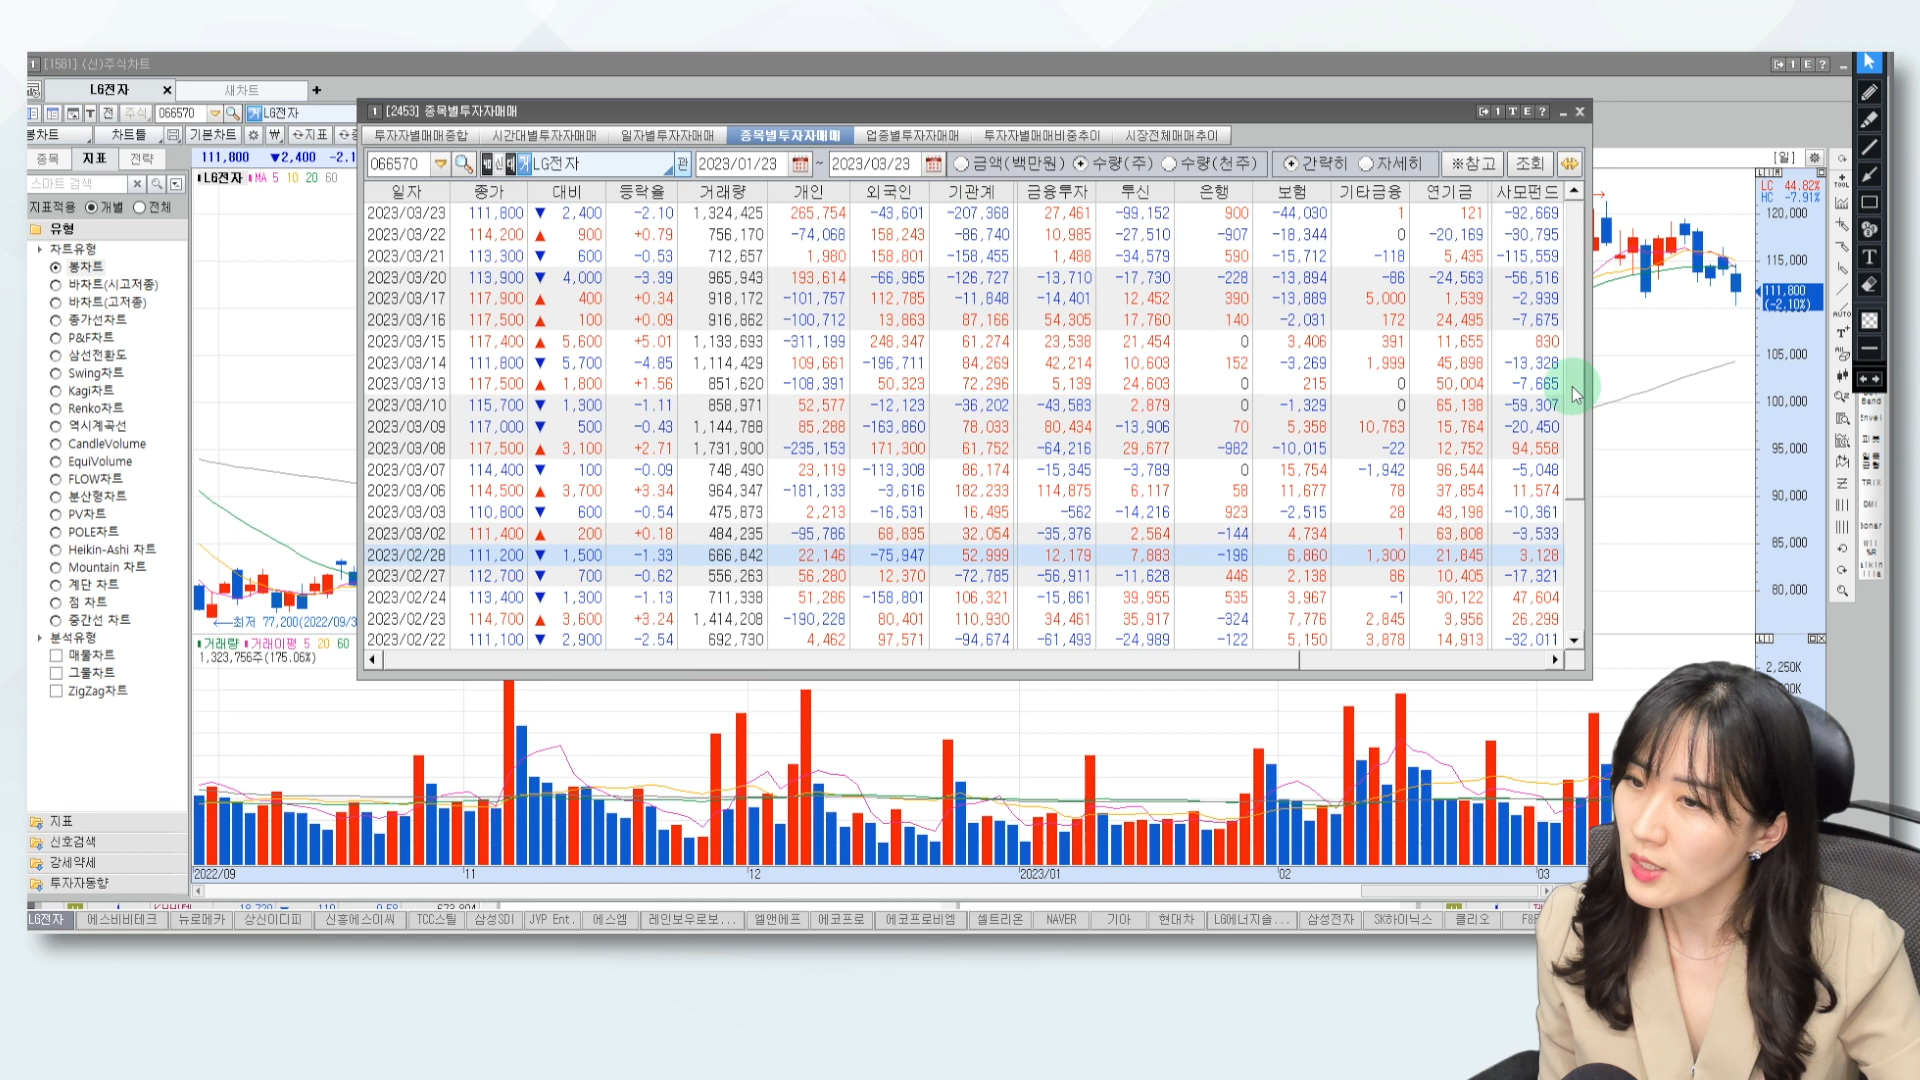 1 [1581] (신)주식차트
LG전자 × 새차트 +
주식 066570 LG전자
봉차트 차트틀 기본차트 지표
종목 지표 전략
111,800 ▼2,400 -2.1
스마트 검색
LG전자 MA 5 10 20 60
지표적용 개별 전체
유형
차트유형
봉차트
바차트(시고저종)
바차트(고저종)
종가선차트
P&F차트
삼선전환도
Swing차트
Kagi차트
Renko차트
역시계곡선
CandleVolume
EquiVolume
FLOW차트
분산형차트
PV차트
POLE차트
Heikin-Ashi 차트
Mountain 차트
계단 차트
점 차트
중간선 차트
분석유형
매물차트
그물차트
ZigZag차트
지표
신호검색
강세약세
투자자동향
1 [2453] 종목별투자자매매
투자자별매매종합 시간대별투자자매매 일자별투자자매매 종목별투자자매매 업종별투자자매매 투자자별매매비중추이 시장전체매매추이
066570 LG전자 관 2023/01/23 ~ 2023/03/23 금액(백만원) 수량(주) 수량(천주) 간략히 자세히 ※참고 조회
일자 종가 대비 등락율 거래량 개인 외국인 기관계 금융투자 투신 은행 보험 기타금융 연기금 사모펀드
2023/03/23 111,800 ▼ 2,400 -2.10 1,324,425 265,754 -43,601 -207,368 27,461 -99,152 900 -44,030 1 121 -92,669
2023/03/22 114,200 ▲ 900 +0.79 756,170 -74,068 158,243 -86,740 10,985 -27,510 -907 -18,344 0 -20,169 -30,795
2023/03/21 113,300 ▼ 600 -0.53 712,657 1,980 158,801 -158,455 1,488 -34,579 590 -15,712 -118 5,435 -115,559
2023/03/20 113,900 ▼ 4,000 -3.39 965,943 193,614 -66,965 -126,727 -13,710 -17,730 -228 -13,894 -86 -24,563 -56,516
2023/03/17 117,900 ▲ 400 +0.34 918,172 -101,757 112,785 -11,848 -14,401 12,452 390 -13,889 5,000 1,539 -2,939
2023/03/16 117,500 ▲ 100 +0.09 916,862 -100,712 13,863 87,166 54,305 17,760 140 -2,031 172 24,495 -7,675
2023/03/15 117,400 ▲ 5,600 +5.01 1,133,693 -311,199 248,347 61,274 23,538 21,454 0 3,406 391 11,655 830
2023/03/14 111,800 ▼ 5,700 -4.85 1,114,429 109,661 -196,711 84,269 42,214 10,603 152 -3,269 1,999 45,898 -13,328
2023/03/13 117,500 ▲ 1,800 +1.56 851,620 -108,391 50,323 72,296 5,139 24,603 0 215 0 50,004 -7,665
2023/03/10 115,700 ▼ 1,300 -1.11 858,971 52,577 -12,123 -36,202 -43,583 2,879 0 -1,329 0 65,138 -59,307
2023/03/09 117,000 ▼ 500 -0.43 1,144,788 85,288 -163,860 78,033 80,434 -13,906 70 5,358 10,763 15,764 -20,450
2023/03/08 117,500 ▲ 3,100 +2.71 1,731,900 -235,153 171,300 61,752 -64,216 29,677 -982 -10,015 -22 12,752 94,558
2023/03/07 114,400 ▼ 100 -0.09 748,490 23,119 -113,308 86,174 -15,345 -3,789 0 15,754 -1,942 96,544 -5,048
2023/03/06 114,500 ▲ 3,700 +3.34 964,347 -181,133 -3,616 182,233 114,875 6,117 58 11,677 78 37,854 11,574
2023/03/03 110,800 ▼ 600 -0.54 475,873 2,213 -16,531 16,495 -562 -14,216 923 -2,515 28 43,198 -10,361
2023/03/02 111,400 ▲ 200 +0.18 484,235 -95,786 68,835 32,054 -35,376 2,564 -144 4,734 1 63,808 -3,533
2023/02/28 111,200 ▼ 1,500 -1.33 666,842 22,146 -75,947 52,999 12,179 7,883 -196 6,860 1,300 21,845 3,128
2023/02/27 112,700 ▼ 700 -0.62 556,263 56,280 12,370 -72,785 -56,911 -11,628 446 2,138 86 10,405 -17,321
2023/02/24 113,400 ▼ 1,300 -1.13 711,338 51,286 -158,801 106,321 -15,861 39,955 535 3,967 -1 30,122 47,604
2023/02/23 114,700 ▲ 3,600 +3.24 1,414,208 -190,228 80,401 110,930 34,461 35,917 -324 7,776 2,845 3,956 26,299
2023/02/22 111,100 ▼ 2,900 -2.54 692,730 4,462 97,571 -94,674 -61,493 -24,989 -122 5,150 3,878 14,913 -32,011
[일]
LC 44.82%
HC -7.91%
120,000
115,000
111,800
(-2.10%)
105,000
100,000
95,000
90,000
85,000
80,000
2,250K
최저 77,200(2022/09/3
거래량 거래이평 5 20 60
1,323,756주(175.06%)
2022/09 11 12 2023/01 02 03
LG전자 에스비비테크 뉴로메카 상신이디피 신흥에스이씨 TCC스틸 삼성SDI JYP Ent. 에스엠 레인보우로보... 엘앤에프 에코프로 에코프로비엠 셀트리온 NAVER 기아 현대차 LG에너지솔... 삼성전자 SK하이닉스 클리오